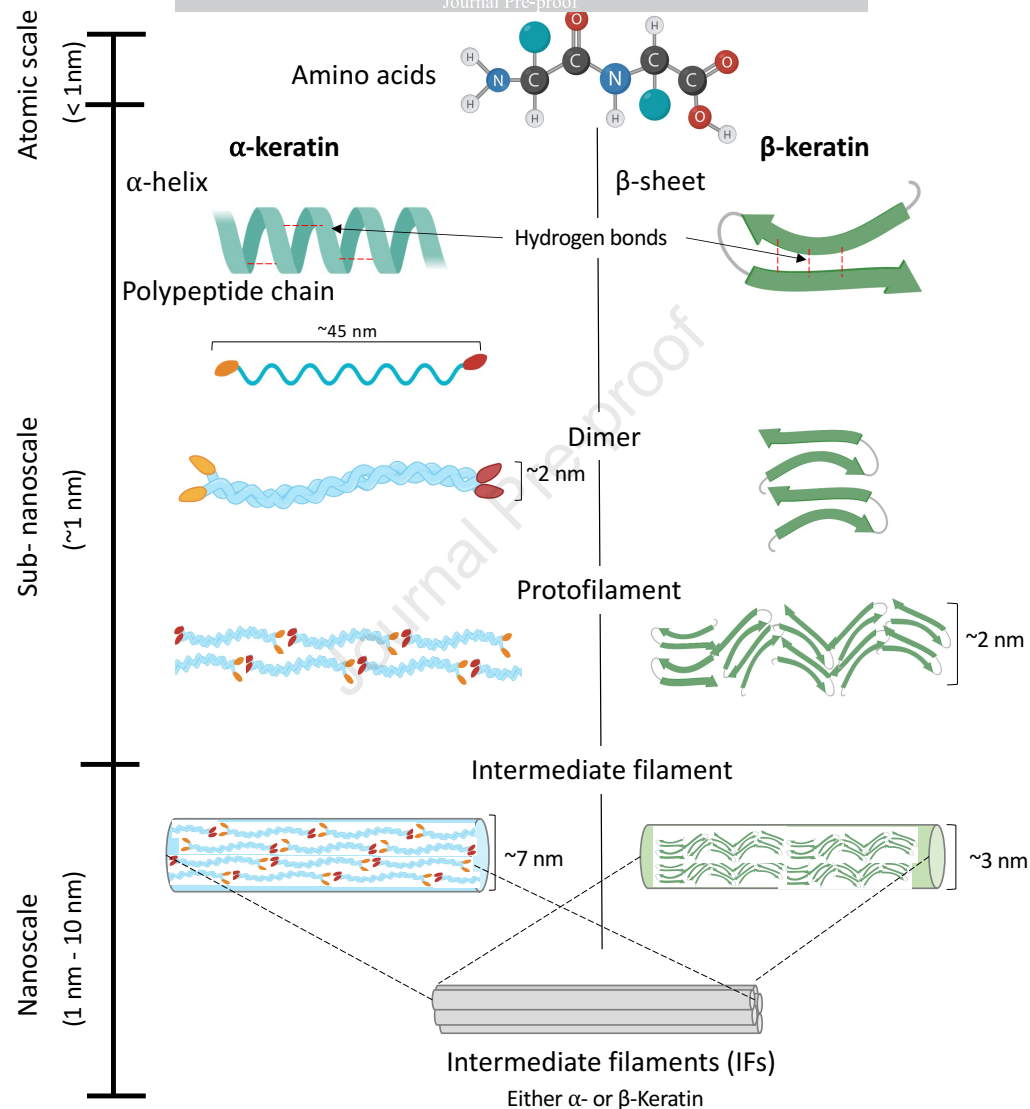 Journal Pre-proof
Atomic scale
(< 1nm)
Amino acids
H
H
N
C
H
O
C
N
H
H
C
C
O
O
H
α-keratin
β-keratin
α-helix
β-sheet
Hydrogen bonds
Polypeptide chain
~45 nm
Sub- nanoscale
(~1 nm)
Dimer
~2 nm
Protofilament
~2 nm
Journal Pre-proof
Intermediate filament
~7 nm
~3 nm
Nanoscale
(1 nm - 10 nm)
Intermediate filaments (IFs)
Either α- or β-Keratin